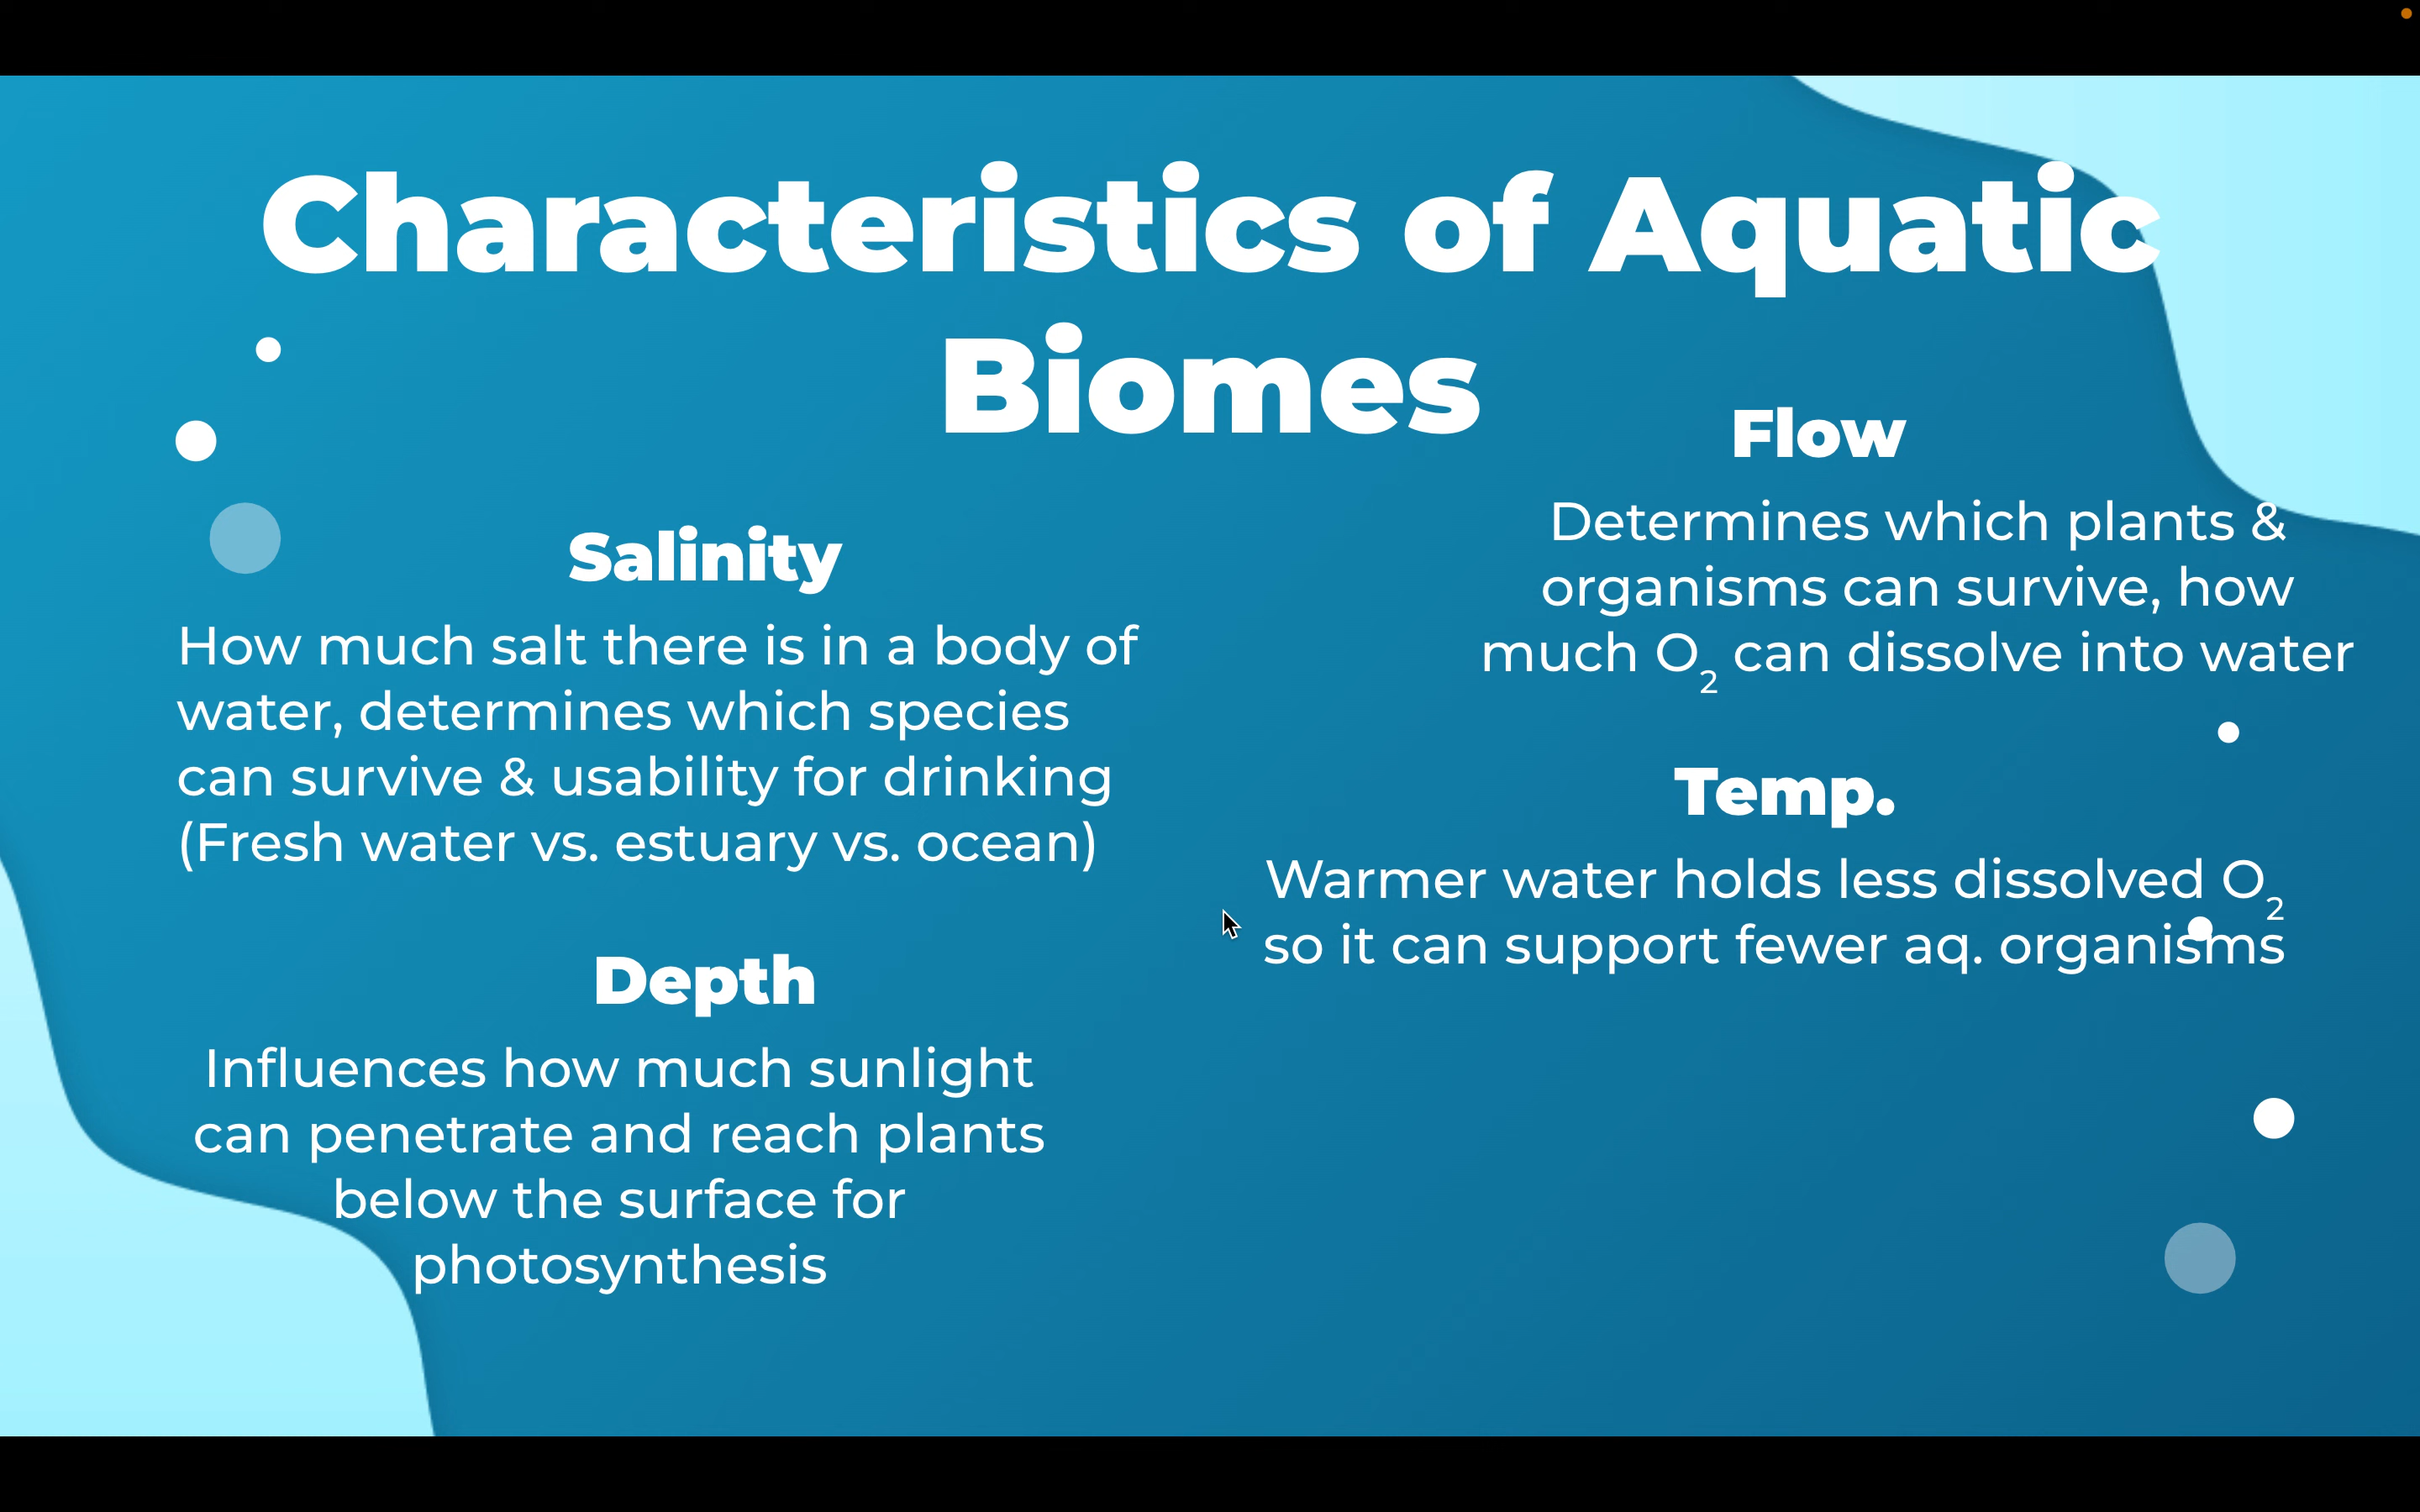 Characteristics of Aquatic
Biomes
Salinity
How much salt there is in a body of
water, determines which species
can survive & usability for drinking
(Fresh water vs. estuary vs. ocean)
Depth
Influences how much sunlight
can penetrate and reach plants
below the surface for
photosynthesis
Flow
Determines which plants &
organisms can survive, how
much O₂ can dissolve into water
Temp.
Warmer water holds less dissolved O₂
so it can support fewer aq. organisms